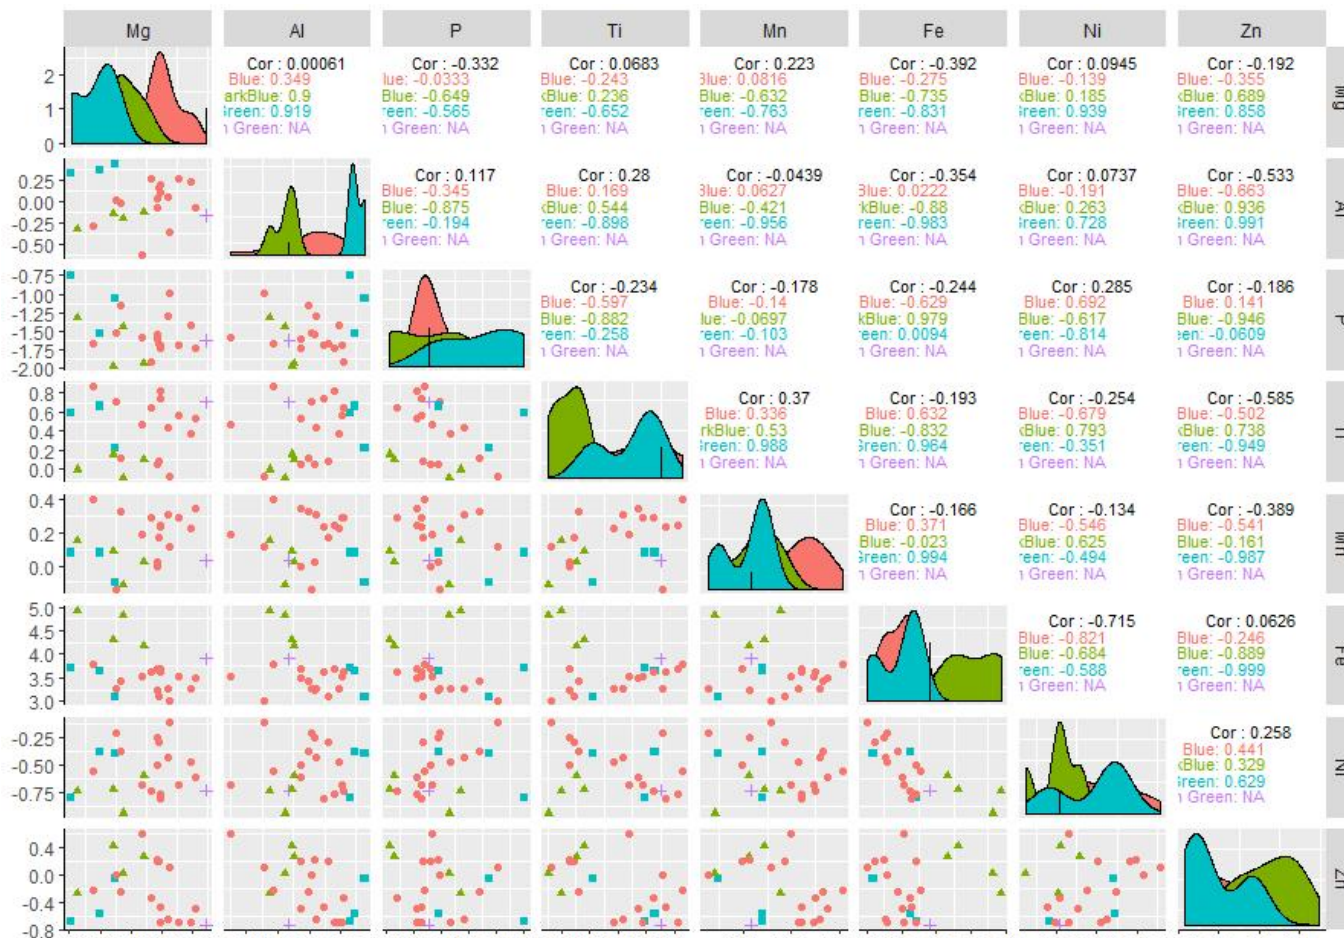 Mg Al P Ti Mn Fe Ni Zn
2
1
0
Cor : 0.00061
Blue: 0.349
arkBlue: 0.9
Green: 0.919
n Green: NA
Cor : -0.332
lue: -0.0333
Blue: -0.649
reen: -0.565
n Green: NA
Cor : 0.0683
Blue: -0.243
kBlue: 0.236
reen: -0.652
n Green: NA
Cor : 0.223
Blue: 0.0816
Blue: -0.632
reen: -0.763
n Green: NA
Cor : -0.392
Blue: -0.275
Blue: -0.735
reen: -0.831
n Green: NA
Cor : 0.0945
Blue: -0.139
kBlue: 0.185
Green: 0.939
n Green: NA
Cor : -0.192
Blue: -0.355
kBlue: 0.689
Green: 0.858
n Green: NA
Mg
0.25
0.00
-0.25
-0.50
Cor : 0.117
Blue: -0.345
Blue: -0.875
reen: -0.194
n Green: NA
Cor : 0.28
Blue: 0.169
kBlue: 0.544
reen: -0.898
n Green: NA
Cor : -0.0439
Blue: 0.0627
Blue: -0.421
reen: -0.956
n Green: NA
Cor : -0.354
Blue: 0.0222
rkBlue: -0.88
reen: -0.983
n Green: NA
Cor : 0.0737
Blue: -0.191
kBlue: 0.263
Green: 0.728
n Green: NA
Cor : -0.533
Blue: -0.663
kBlue: 0.936
Green: 0.991
n Green: NA
Al
-0.75
-1.00
-1.25
-1.50
-1.75
-2.00
Cor : -0.234
Blue: -0.597
Blue: -0.882
reen: -0.258
n Green: NA
Cor : -0.178
Blue: -0.14
lue: -0.0697
reen: -0.103
n Green: NA
Cor : -0.244
Blue: -0.629
kBlue: 0.979
reen: 0.0094
n Green: NA
Cor : 0.285
Blue: 0.692
Blue: -0.617
reen: -0.814
n Green: NA
Cor : -0.186
Blue: 0.141
Blue: -0.946
een: -0.0609
n Green: NA
P
0.8
0.6
0.4
0.2
0.0
Cor : 0.37
Blue: 0.336
rkBlue: 0.53
Green: 0.988
n Green: NA
Cor : -0.193
Blue: 0.632
Blue: -0.832
Green: 0.964
n Green: NA
Cor : -0.254
Blue: -0.679
kBlue: 0.793
reen: -0.351
n Green: NA
Cor : -0.585
Blue: -0.502
kBlue: 0.738
reen: -0.949
n Green: NA
Ti
0.4
0.2
0.0
Cor : -0.166
Blue: 0.371
Blue: -0.023
Green: 0.994
n Green: NA
Cor : -0.134
Blue: -0.546
kBlue: 0.625
reen: -0.494
n Green: NA
Cor : -0.389
Blue: -0.541
Blue: -0.161
reen: -0.987
n Green: NA
Mn
5.0
4.5
4.0
3.5
3.0
Cor : -0.715
Blue: -0.821
Blue: -0.684
reen: -0.588
n Green: NA
Cor : 0.0626
Blue: -0.246
Blue: -0.889
reen: -0.999
n Green: NA
Fe
-0.25
-0.50
-0.75
Cor : 0.258
Blue: 0.441
kBlue: 0.329
Green: 0.629
n Green: NA
Ni
0.4
0.0
-0.4
-0.8
Zn